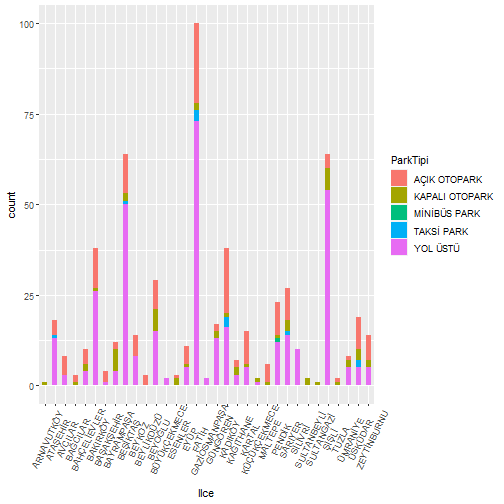 100
75
50
25
0
count
ARNAVUTKÖY
ATAŞEHİR
AVCILAR
BAĞCILAR
BAHÇELİEVLER
BAKIRKÖY
BAŞAKŞEHİR
BAYRAMPAŞA
BEŞİKTAŞ
BEYKOZ
BEYLİKDÜZÜ
BEYOĞLU
BÜYÜKÇEKMECE
ESENLER
EYÜP
FATİH
GAZİOSMANPAŞA
GÜNGÖREN
KADIKÖY
KAĞITHANE
KARTAL
KÜÇÜKÇEKMECE
MALTEPE
PENDİK
SARIYER
SİLİVRİ
SULTANBEYLİ
SULTANGAZİ
ŞİŞLİ
TUZLA
ÜMRANİYE
ÜSKÜDAR
ZEYTİNBURNU
Ilce
ParkTipi
AÇIK OTOPARK
KAPALI OTOPARK
MİNİBÜS PARK
TAKSİ PARK
YOL ÜSTÜ